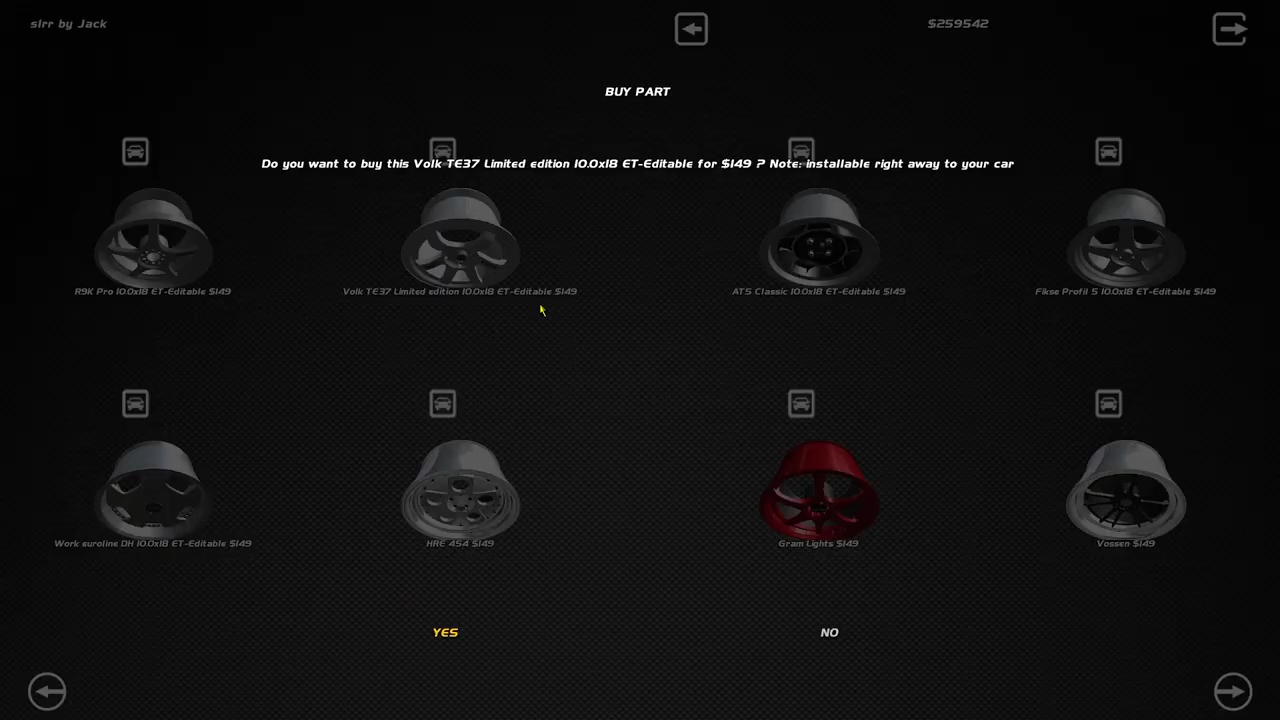 slrr by Jack
$259542
BUY PART
Do you want to buy this Volk TE37 Limited edition 10.0x18 ET-Editable for $149 ? Note: installable right away to your car
R9K Pro 10.0x18 ET-Editable $149
Volk TE37 Limited edition 10.0x18 ET-Editable $149
ATS Classic 10.0x18 ET-Editable $149
Fikse Profil 5 10.0x18 ET-Editable $149
Work euroline DH 10.0x18 ET-Editable $149
HRE 454 $149
Gram Lights $149
Vossen $149
YES
NO